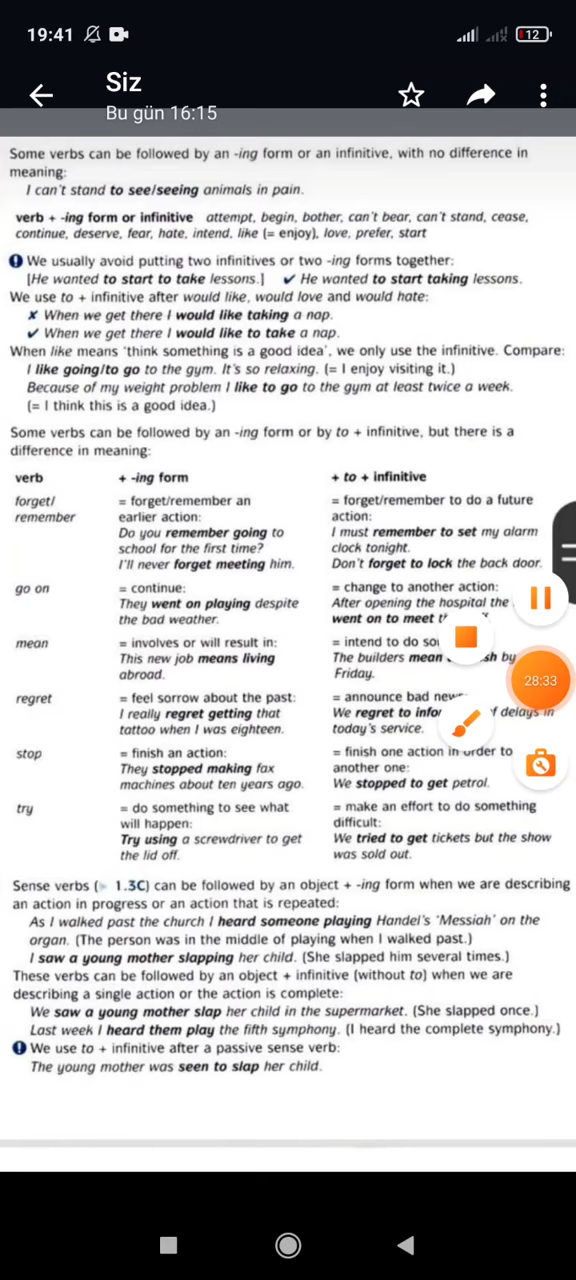 19:41
12
Siz
Bu gün 16:15
Some verbs can be followed by an -ing form or an infinitive, with no difference in
meaning:
I can't stand to see/seeing animals in pain.
verb + -ing form or infinitive attempt, begin, bother, can't bear, can't stand, cease,
continue, deserve, fear, hate, intend, like (= enjoy), love, prefer, start
! We usually avoid putting two infinitives or two -ing forms together:
[He wanted to start to take lessons.] ✔ He wanted to start taking lessons.
We use to + infinitive after would like, would love and would hate:
✘ When we get there I would like taking a nap.
✔ When we get there I would like to take a nap.
When like means 'think something is a good idea', we only use the infinitive. Compare:
I like going/to go to the gym. It's so relaxing. (= I enjoy visiting it.)
Because of my weight problem I like to go to the gym at least twice a week.
(= I think this is a good idea.)
Some verbs can be followed by an -ing form or by to + infinitive, but there is a
difference in meaning:
verb + -ing form + to + infinitive
forget/ = forget/remember an = forget/remember to do a future
remember earlier action: action:
Do you remember going to I must remember to set my alarm
school for the first time? clock tonight.
I'll never forget meeting him. Don't forget to lock the back door.
go on = continue: = change to another action:
They went on playing despite After opening the hospital the
the bad weather. went on to meet
mean = involves or will result in: = intend to do
This new job means living The builders mean by
abroad. Friday.
regret = feel sorrow about the past: = announce bad
I really regret getting that We regret to delays in
tattoo when I was eighteen. today's service.
stop = finish an action: = finish one action in order to
They stopped making fax another one:
machines about ten years ago. We stopped to get petrol.
try = do something to see what = make an effort to do something
will happen: difficult:
Try using a screwdriver to get We tried to get tickets but the show
the lid off. was sold out.
28:33
Sense verbs (▶ 1.3C) can be followed by an object + -ing form when we are describing
an action in progress or an action that is repeated:
As I walked past the church I heard someone playing Handel's 'Messiah' on the
organ. (The person was in the middle of playing when I walked past.)
I saw a young mother slapping her child. (She slapped him several times.)
These verbs can be followed by an object + infinitive (without to) when we are
describing a single action or the action is complete:
We saw a young mother slap her child in the supermarket. (She slapped once.)
Last week I heard them play the fifth symphony. (I heard the complete symphony.)
! We use to + infinitive after a passive sense verb:
The young mother was seen to slap her child.